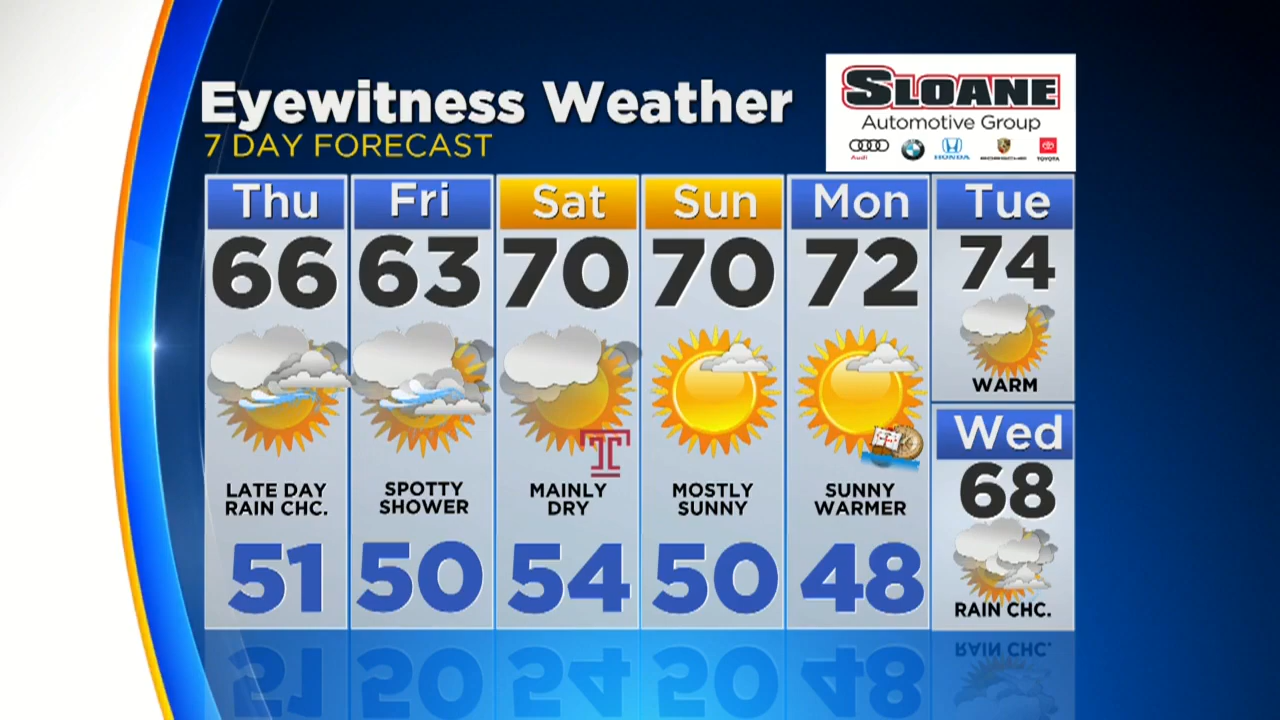 Eyewitness Weather
7 DAY FORECAST
SLOANE
Automotive Group
Audi
HONDA
TOYOTA
Thu
66
LATE DAY
RAIN CHC.
51
Fri
63
SPOTTY
SHOWER
50
Sat
70
T
MAINLY
DRY
54
Sun
70
MOSTLY
SUNNY
50
Mon
72
SUNNY
WARMER
48
Tue
74
WARM
Wed
68
RAIN CHC.